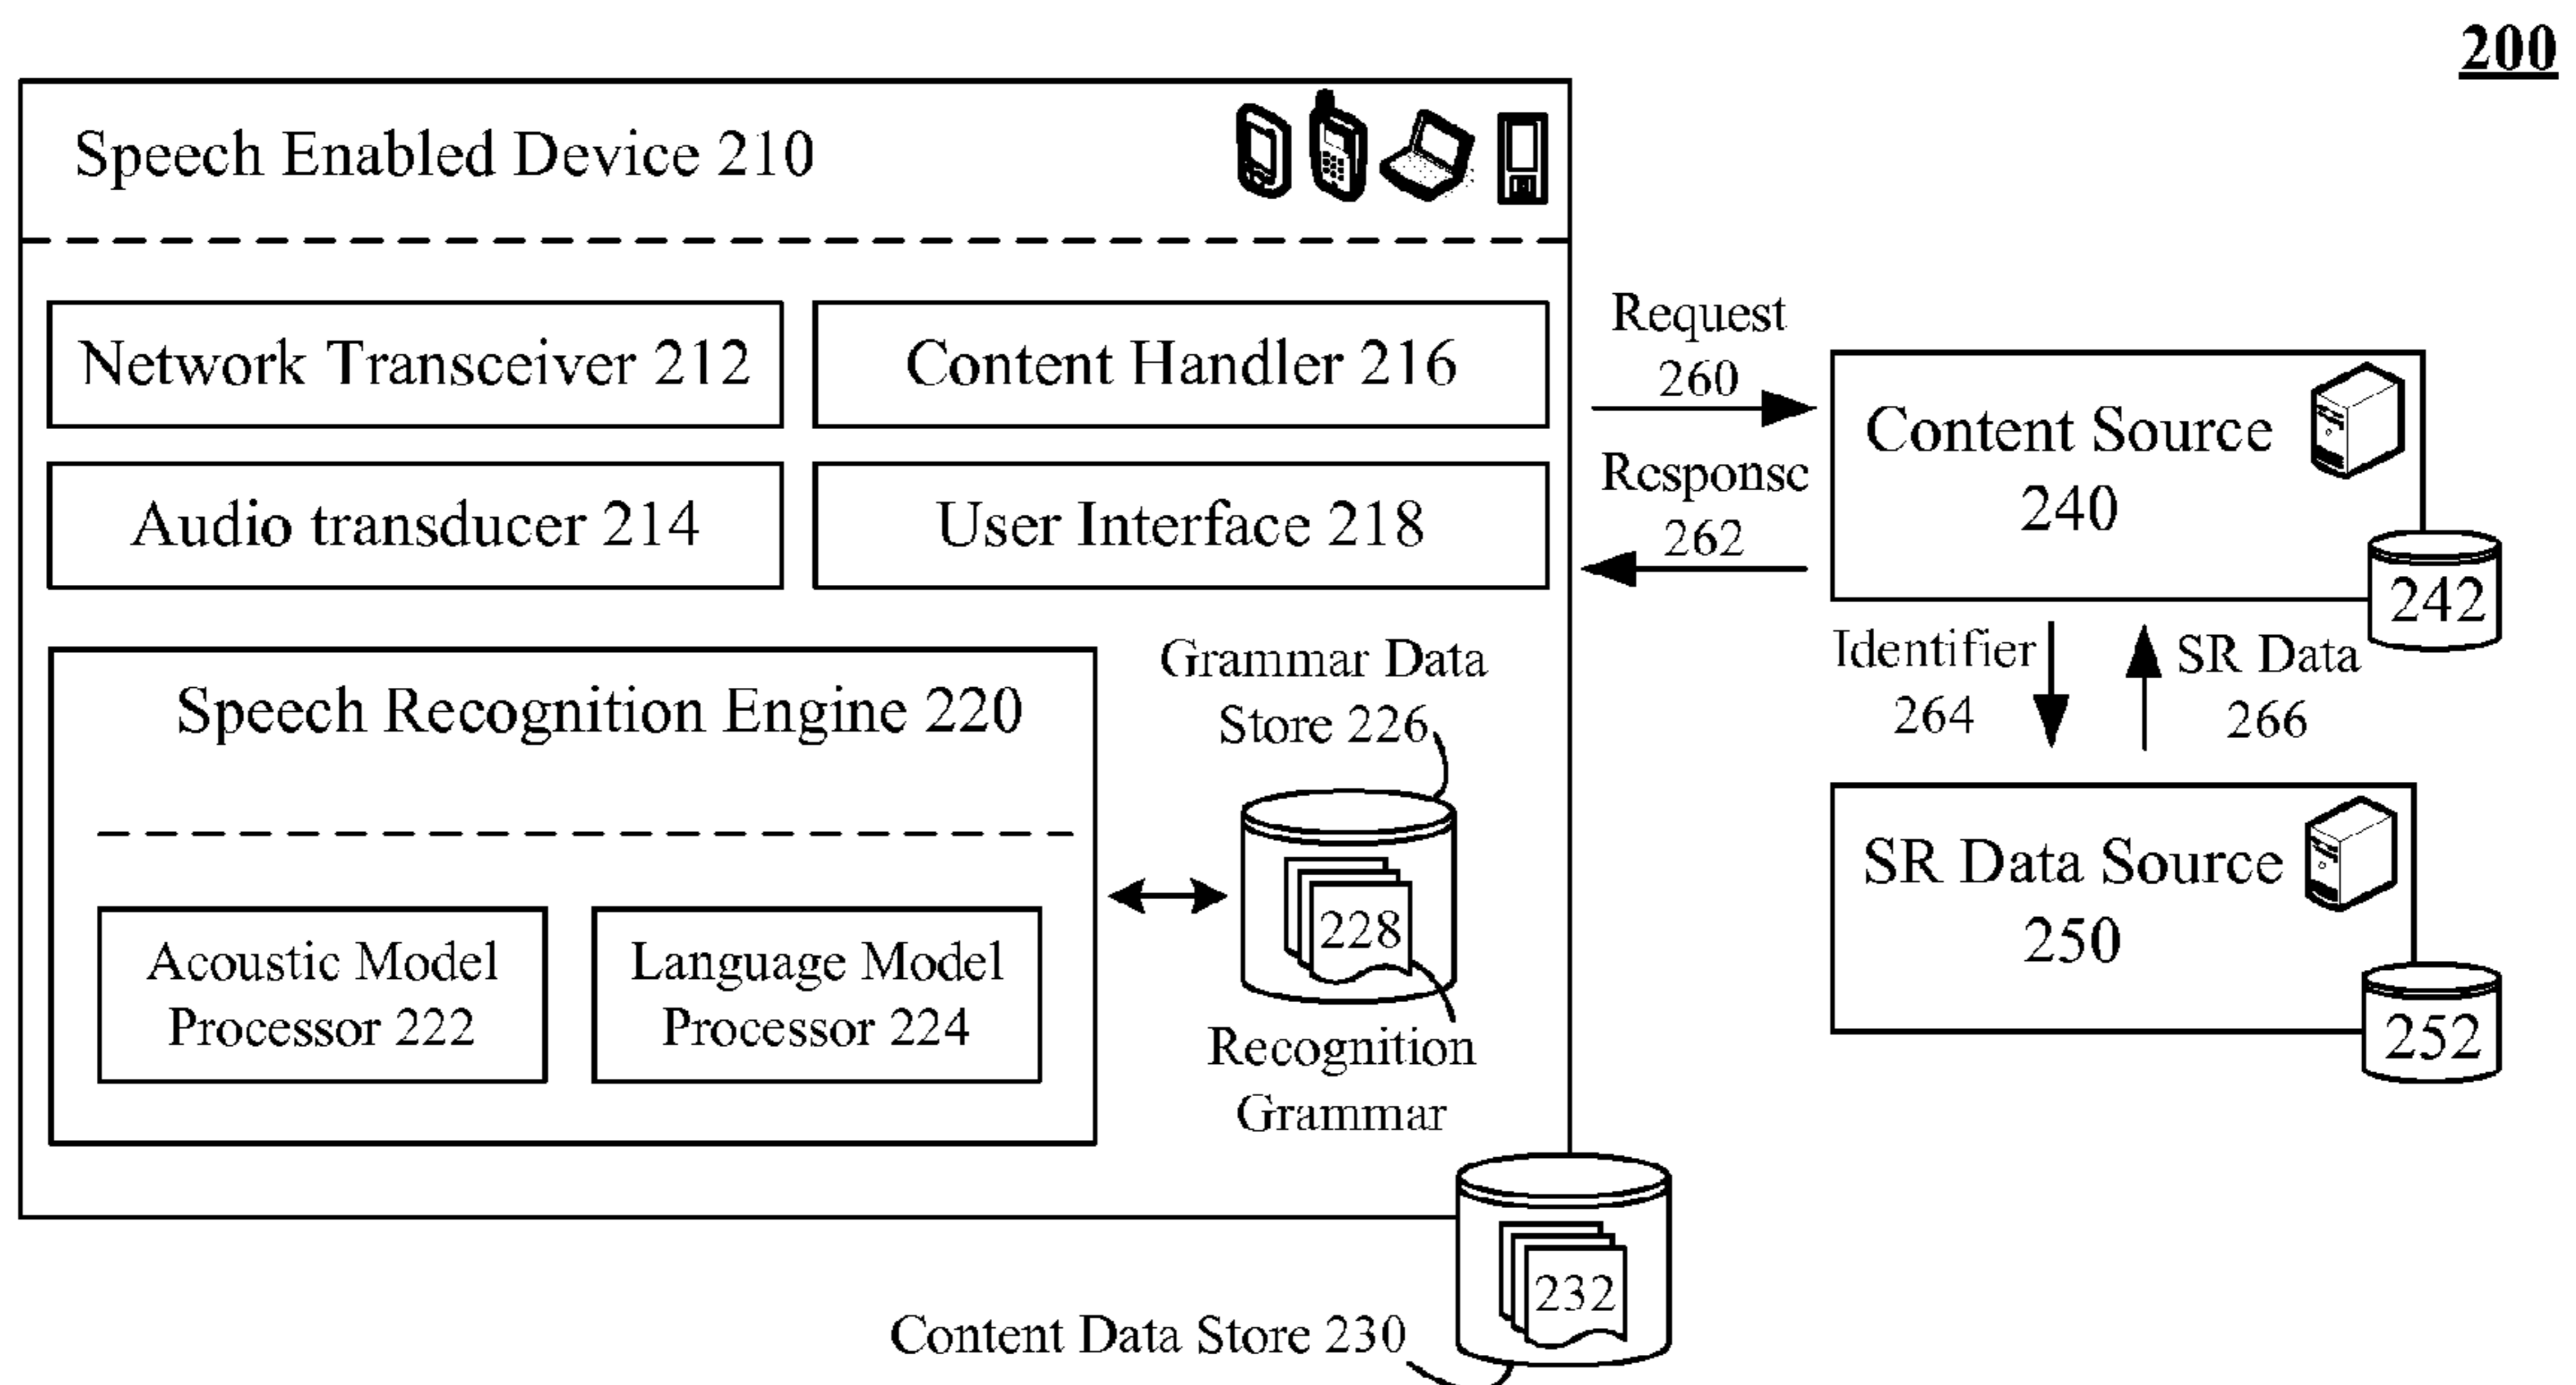 200
Speech Enabled Device 210
Network Transceiver 212
Content Handler 216
Audio transducer 214
User Interface 218
Request
260
Response
262
Content Source
240
242
Identifier
264
SR Data
266
SR Data Source
250
252
Speech Recognition Engine 220
Acoustic Model
Processor 222
Language Model
Processor 224
Grammar Data
Store 226
228
Recognition
Grammar
232
Content Data Store 230